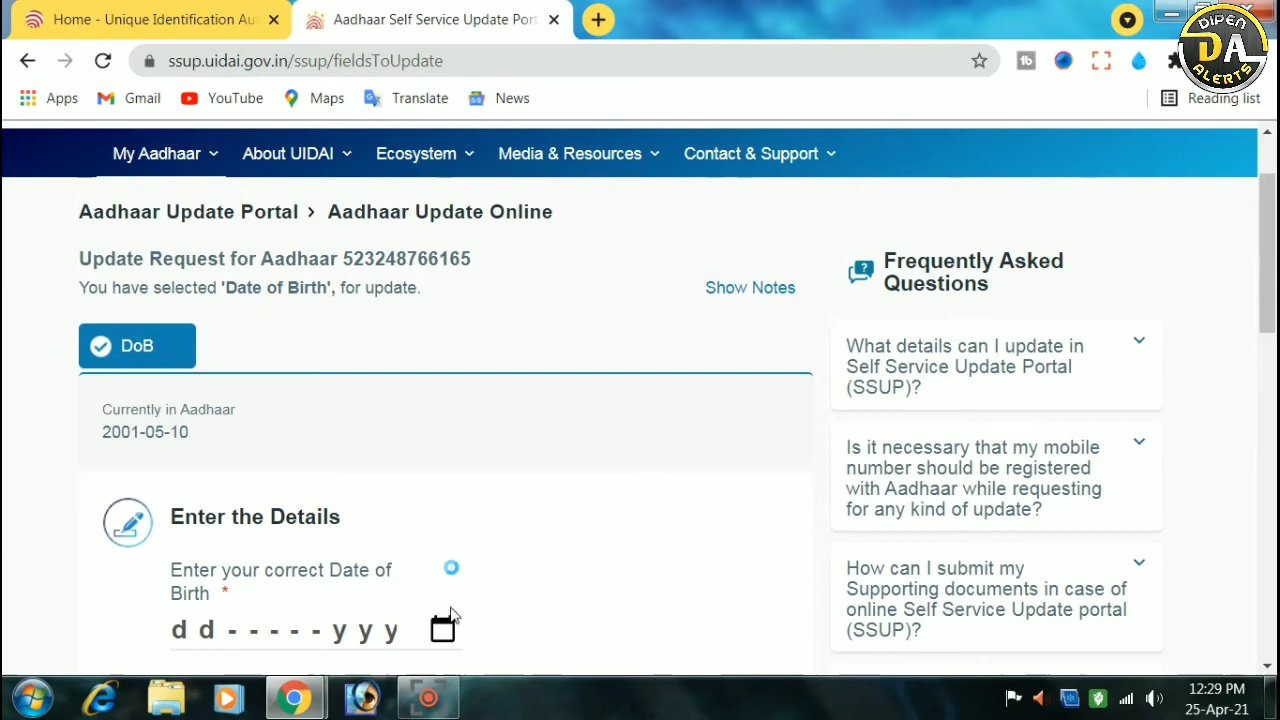 Home - Unique Identification Au
Aadhaar Self Service Update Port
DIPEN
DA
ALERTS
ssup.uidai.gov.in/ssup/fieldsToUpdate
Apps
Gmail
YouTube
Maps
Translate
News
Reading list
My Aadhaar
About UIDAI
Ecosystem
Media & Resources
Contact & Support
Aadhaar Update Portal > Aadhaar Update Online
Update Request for Aadhaar 523248766165
You have selected 'Date of Birth', for update.
Show Notes
DoB
Currently in Aadhaar
2001-05-10
Enter the Details
Enter your correct Date of
Birth *
dd-----yyy
Frequently Asked
Questions
What details can I update in
Self Service Update Portal
(SSUP)?
Is it necessary that my mobile
number should be registered
with Aadhaar while requesting
for any kind of update?
How can I submit my
Supporting documents in case of
online Self Service Update portal
(SSUP)?
12:29 PM
25-Apr-21